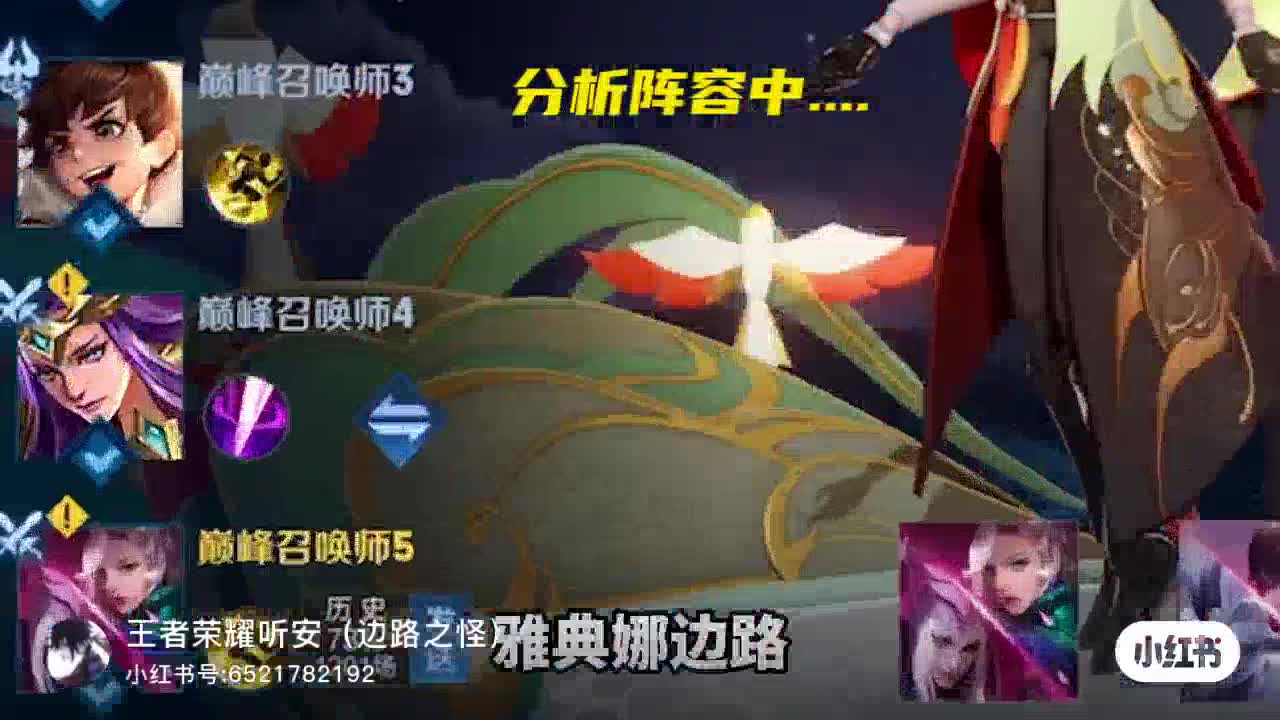 巅峰召唤师3
分析阵容中....
巅峰召唤师4
巅峰召唤师5
历史
王者荣耀听安（边路之怪）
雅典娜边路
小红书号:6521782192
小红书